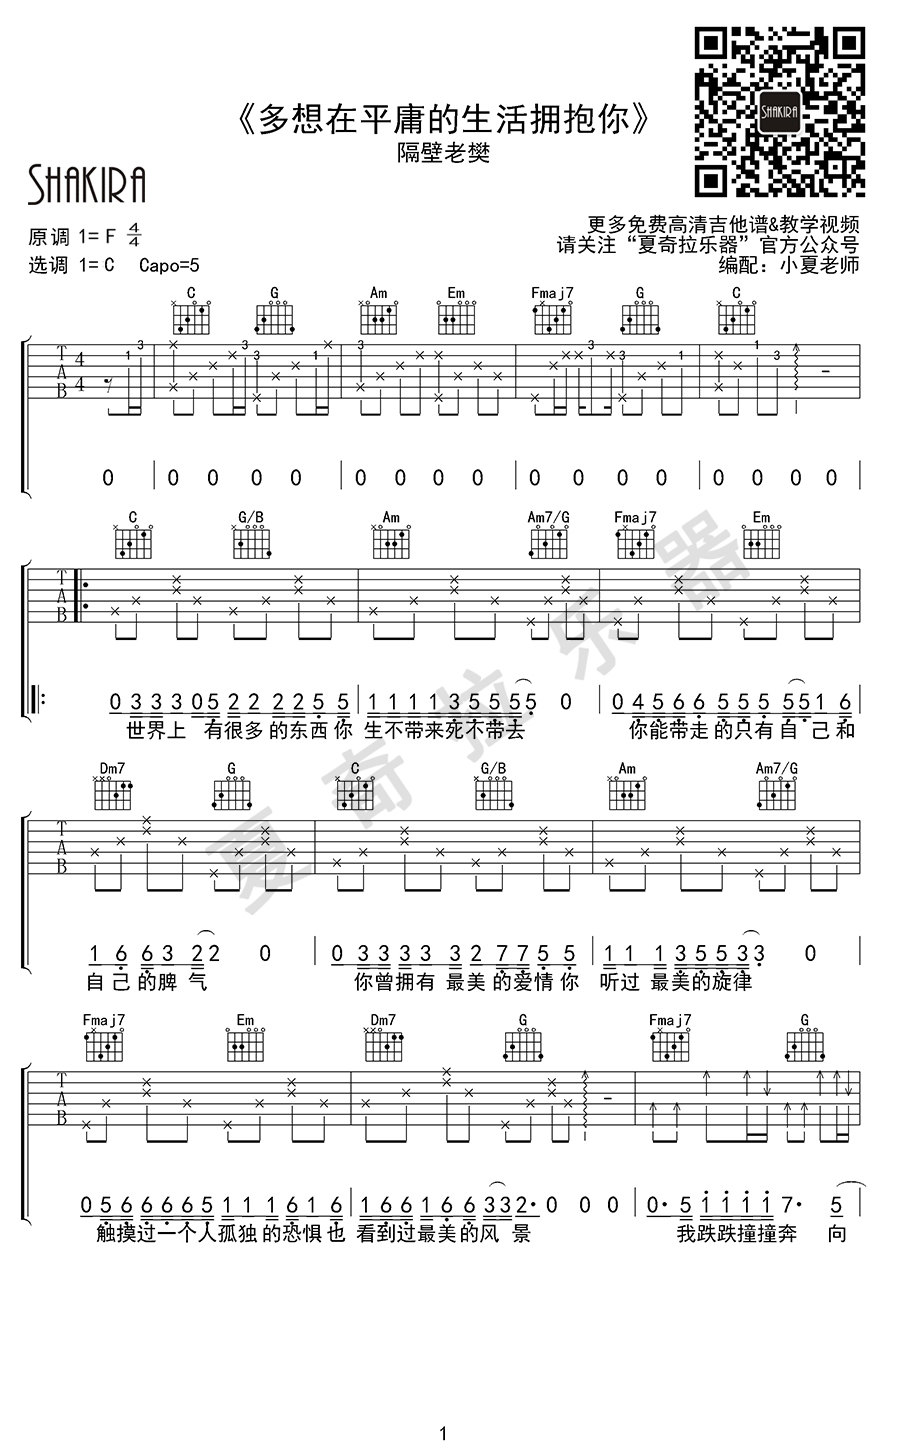 《多想在平庸的生活拥抱你》
隔壁老樊
SHAKIRA
SHAKIRA
原调 1=F 4/4
选调 1=C Capo=5
更多免费高清吉他谱&教学视频
请关注“夏奇拉乐器”官方公众号
编配：小夏老师
C G Am Em Fmaj7 G C
T A B 4 4 1 3 3 3 1 3 3 3 1 1 3 -
0 0 0 0 0 0 0 0 0 0 0 0 0 0 0 0 0
C G/B Am Am7/G Fmaj7 Em
T A B
0 3 3 3 0 5 2 2 2 2 5 5 1 1 1 1 3 5 5 5 5 0 0 4 5 6 6 5 5 5 5 5 1 6
世界上 有很多的东西你 生不带来死不带去 你能带走的只有自己和
Dm7 G C G/B Am Am7/G
T A B
1 6 6 3 2 2 0 0 3 3 3 3 3 2 7 7 5 5 1 1 1 3 5 5 3 3 0
自己的脾气 你曾拥有 最美的爱情你 听过 最美的旋律
Fmaj7 Em Dm7 G Fmaj7 G
T A B -
0 5 6 6 6 6 5 1 1 1 6 1 6 1 6 6 1 6 6 3 3 2· 0 0 0 0· 5 1 1 1 1 7· 5
触摸过一个人孤独的恐惧也 看到过最美的风景 我跌跌撞撞奔 向
夏奇拉乐器
1